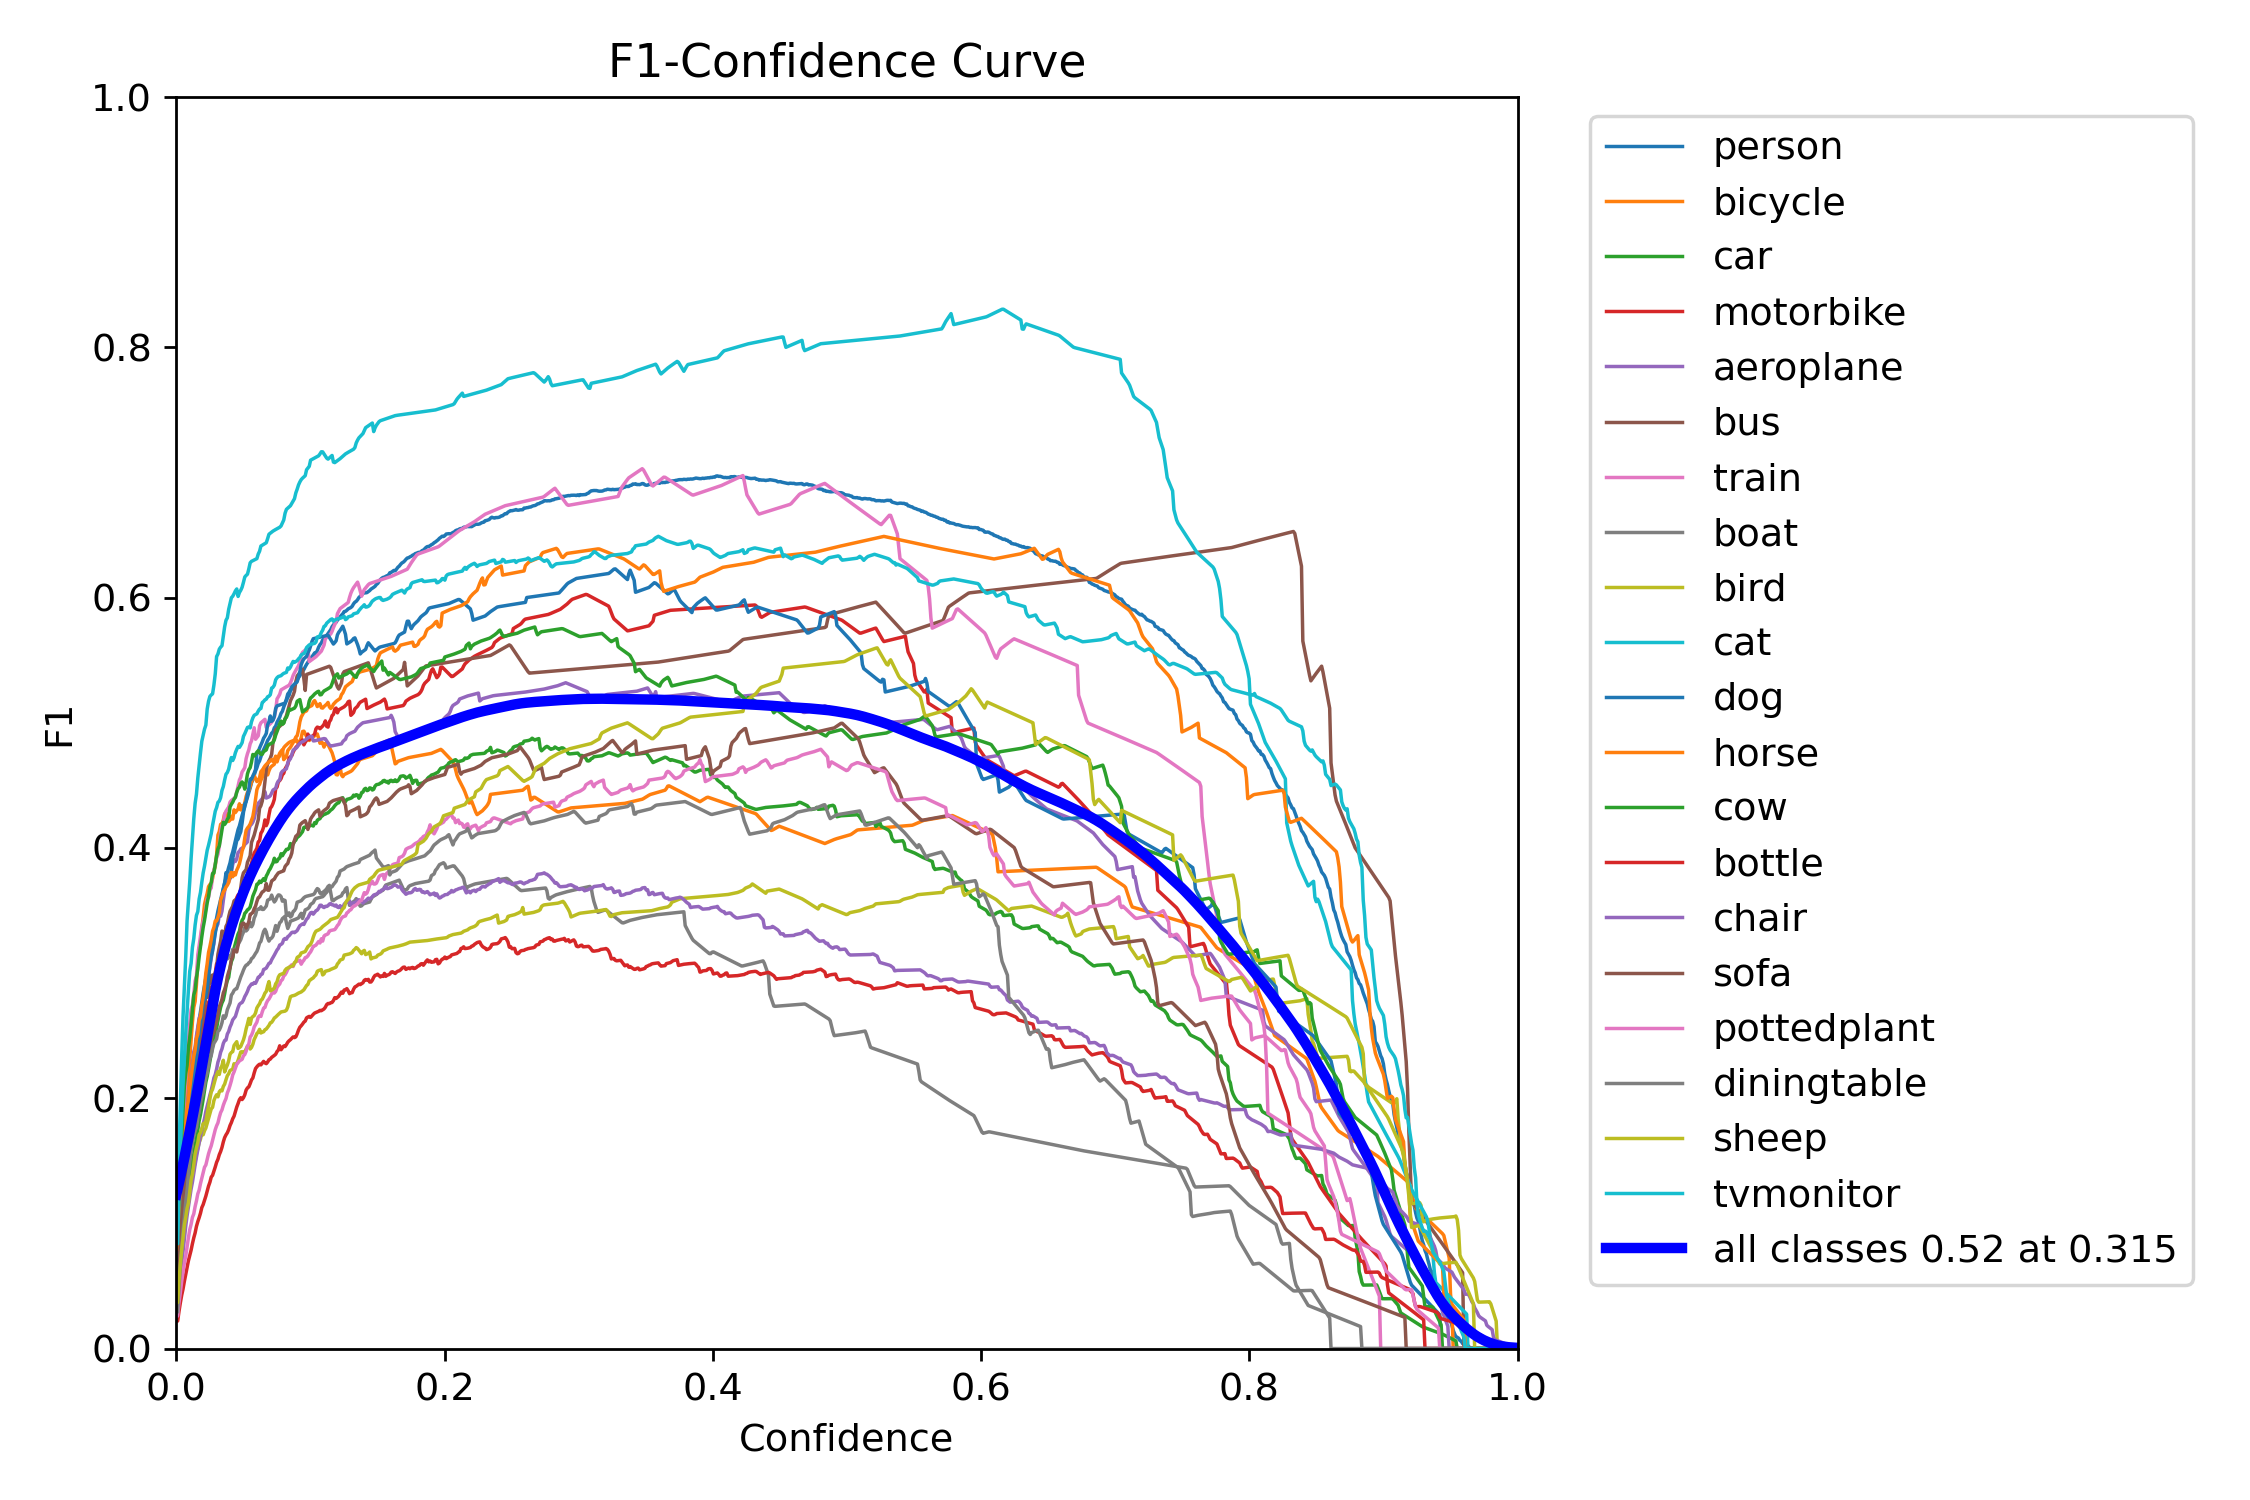 F1-Confidence Curve
1.0
0.8
0.6
0.4
0.2
0.0
F1
0.0 0.2 0.4 0.6 0.8 1.0
Confidence
person
bicycle
car
motorbike
aeroplane
bus
train
boat
bird
cat
dog
horse
cow
bottle
chair
sofa
pottedplant
diningtable
sheep
tvmonitor
all classes 0.52 at 0.315